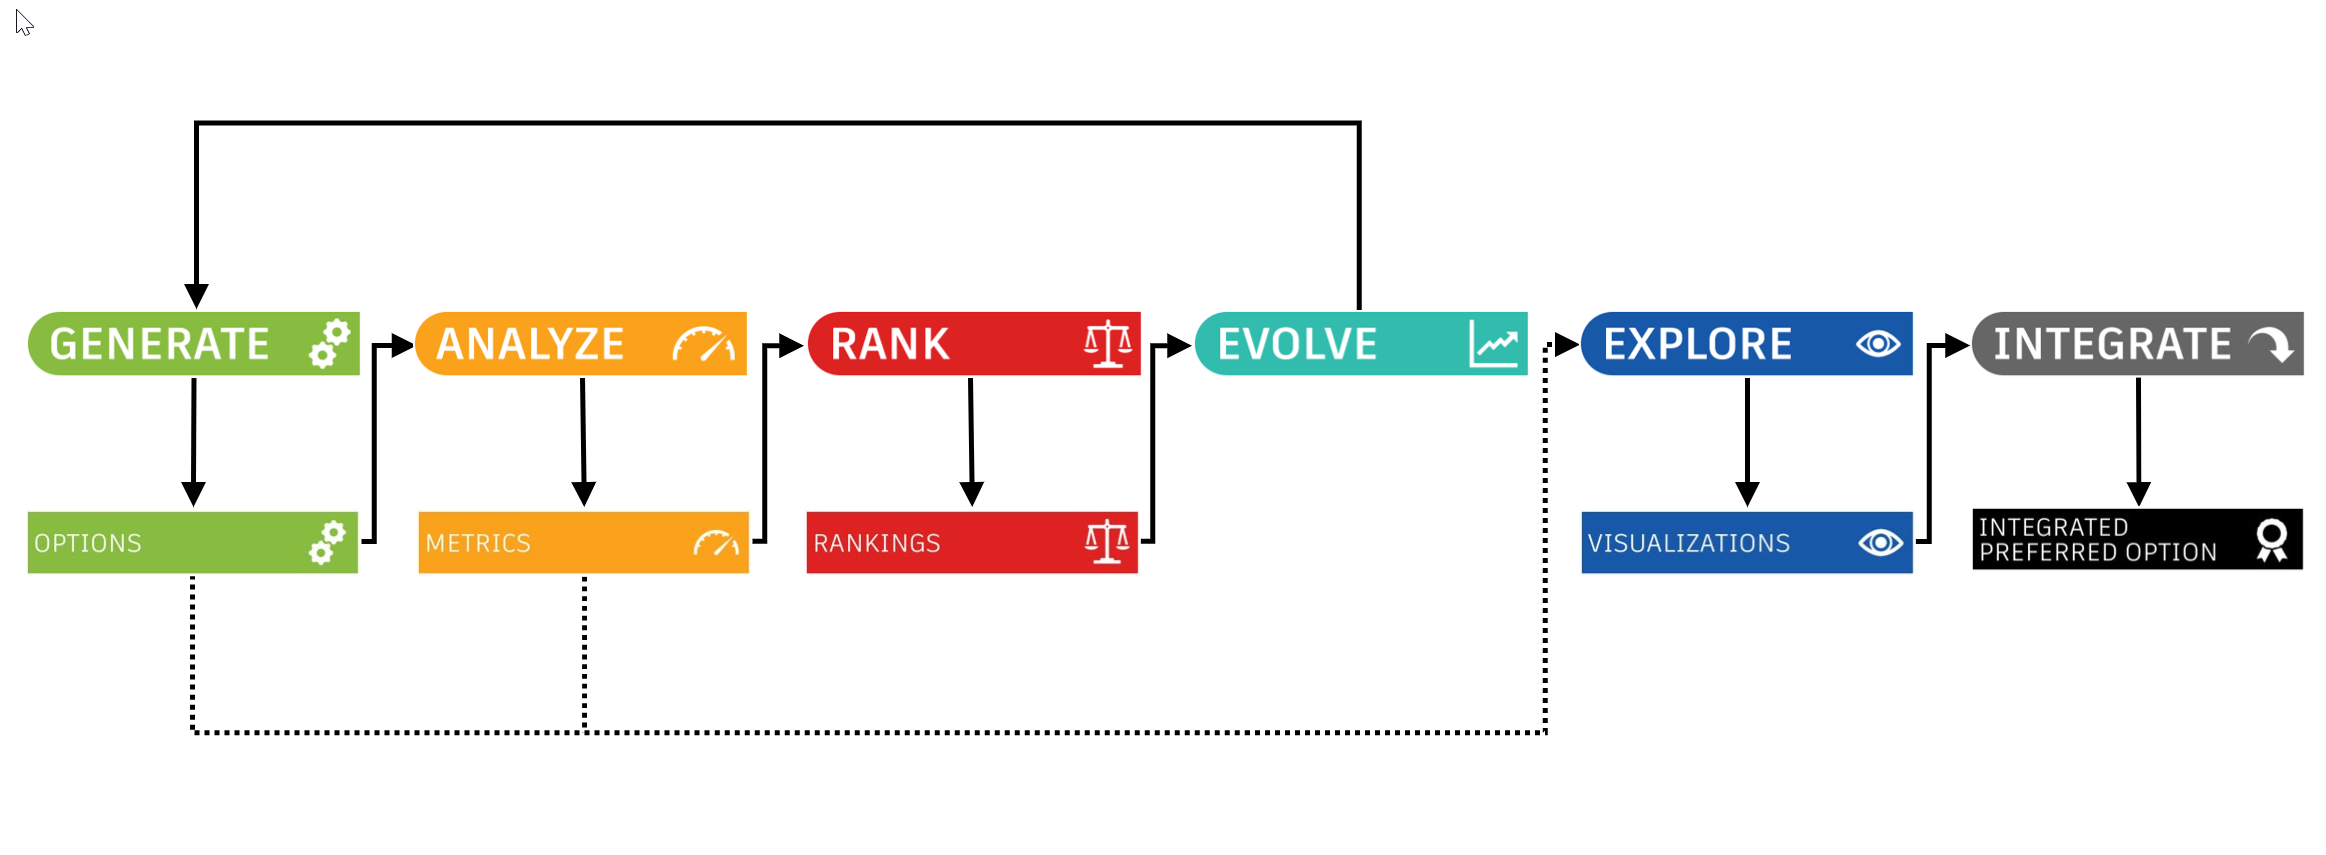 GENERATE
ANALYZE
RANK
EVOLVE
EXPLORE
INTEGRATE
OPTIONS
METRICS
RANKINGS
VISUALIZATIONS
INTEGRATED
PREFERRED OPTION